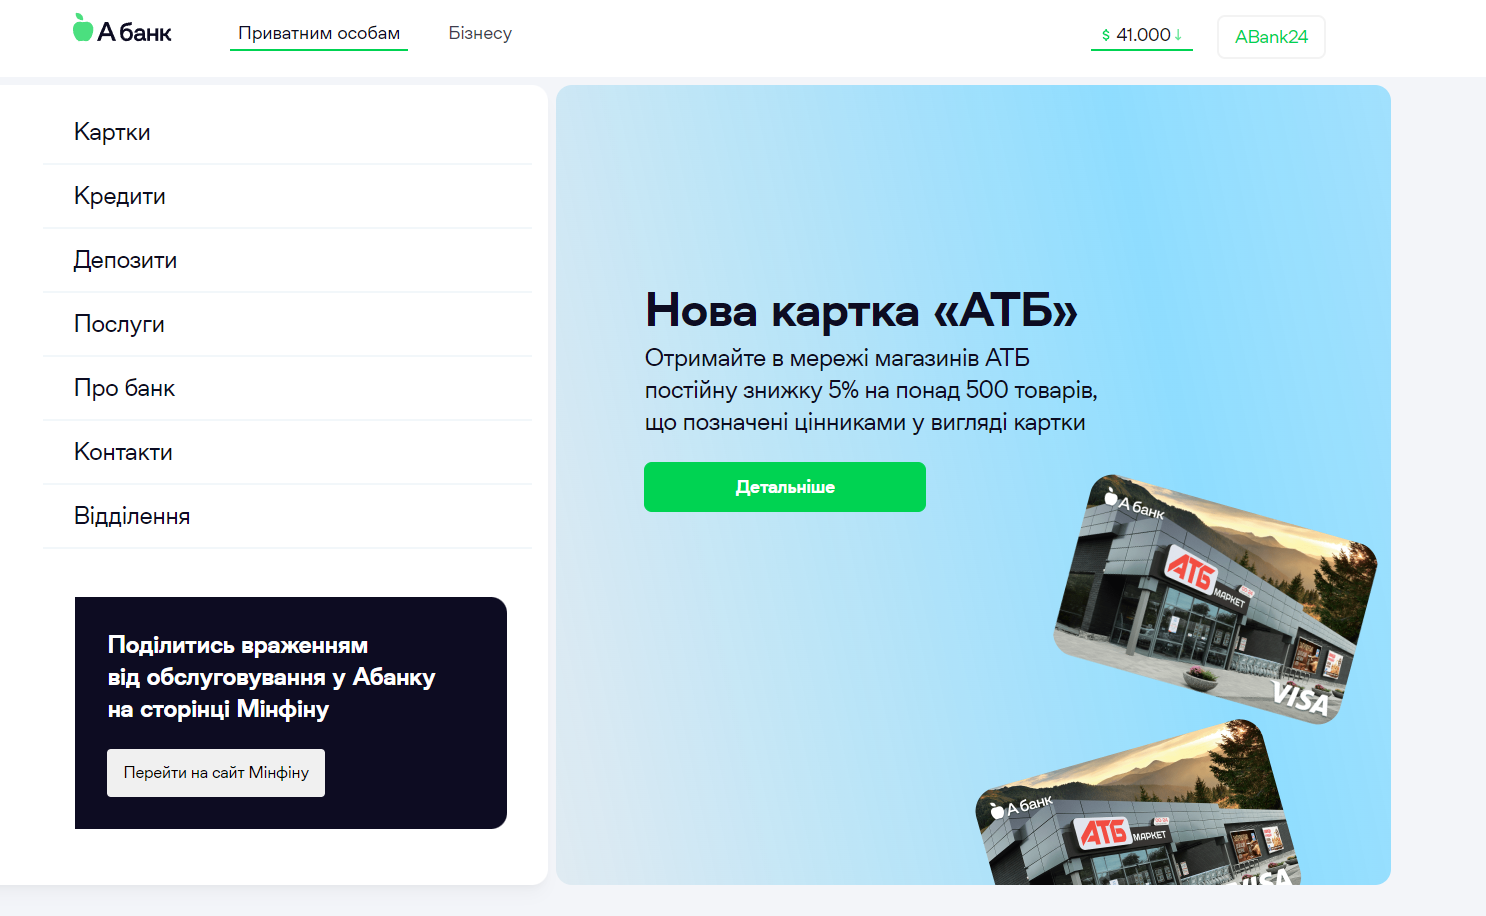 А банк
Приватним особам
Бізнесу
$ 41.000↓
ABank24
Картки
Кредити
Депозити
Послуги
Про банк
Контакти
Відділення
Поділитись враженням
від обслуговування у Абанку
на сторінці Мінфіну
Перейти на сайт Мінфіну
Нова картка «АТБ»
Отримайте в мережі магазинів АТБ
постійну знижку 5% на понад 500 товарів,
що позначені цінниками у вигляді картки
Детальніше
А банк
АТБ
МАРКЕТ
VISA
А банк
АТБ
МАРКЕТ
VISA